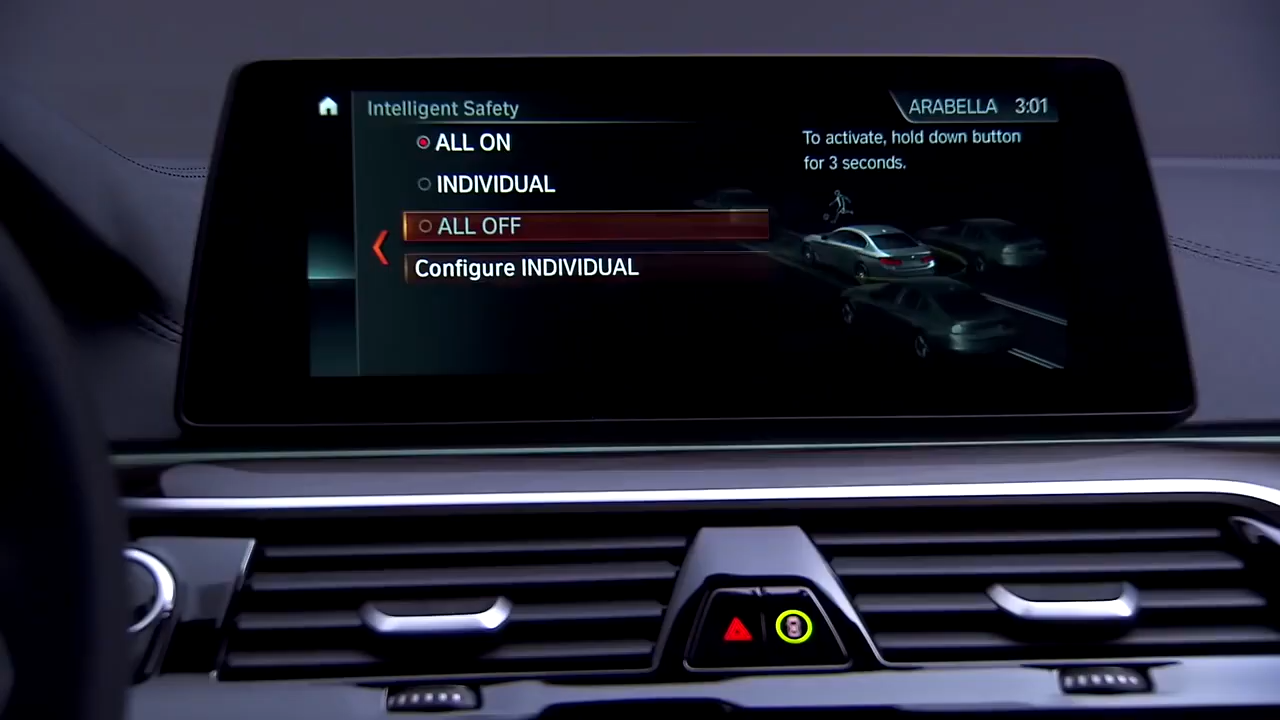 Intelligent Safety
ARABELLA 3:01
ALL ON
INDIVIDUAL
ALL OFF
Configure INDIVIDUAL
To activate, hold down button
for 3 seconds.